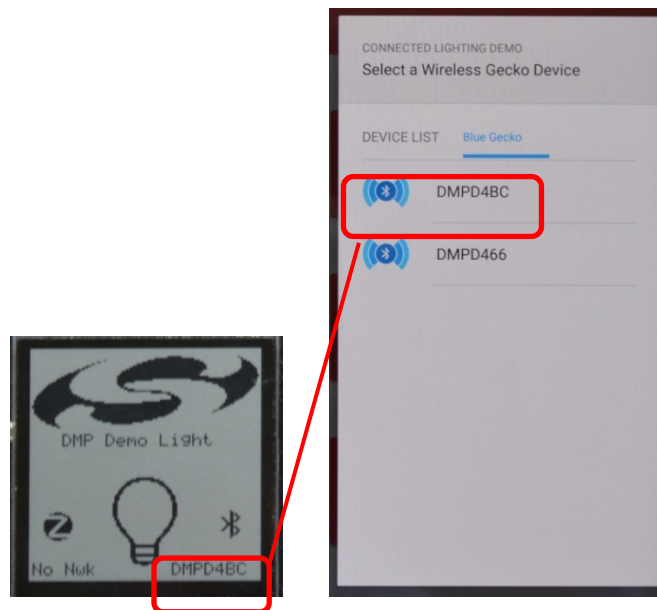 CONNECTED LIGHTING DEMO
Select a Wireless Gecko Device
DEVICE LIST Blue Gecko
DMPD4BC
DMPD466
DMP Demo Light
No Nwk DMPD4BC